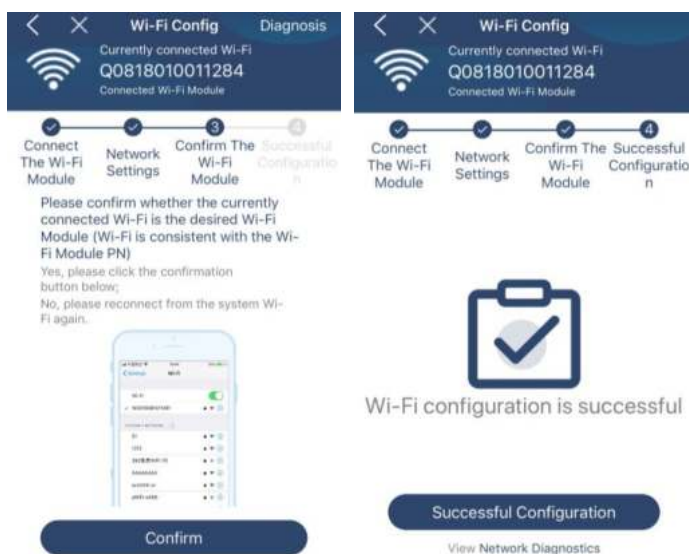 Wi-Fi Config Diagnosis
Currently connected Wi-Fi
Q0818010011284
Connected Wi-Fi Module
3
4
Connect
The Wi-Fi
Module
Network
Settings
Confirm The
Wi-Fi
Module
Successful
Configuratio
n
Please confirm whether the currently
connected Wi-Fi is the desired Wi-
Fi Module (Wi-Fi is consistent with the Wi-
Fi Module PN)
Yes, please click the confirmation
button below;
No, please reconnect from the system Wi-
Fi again.
Wi-Fi
Confirm
Wi-Fi Config
Currently connected Wi-Fi
Q0818010011284
Connected Wi-Fi Module
4
Connect
The Wi-Fi
Module
Network
Settings
Confirm The
Wi-Fi
Module
Successful
Configuratio
n
Wi-Fi configuration is successful
Successful Configuration
View Network Diagnostics